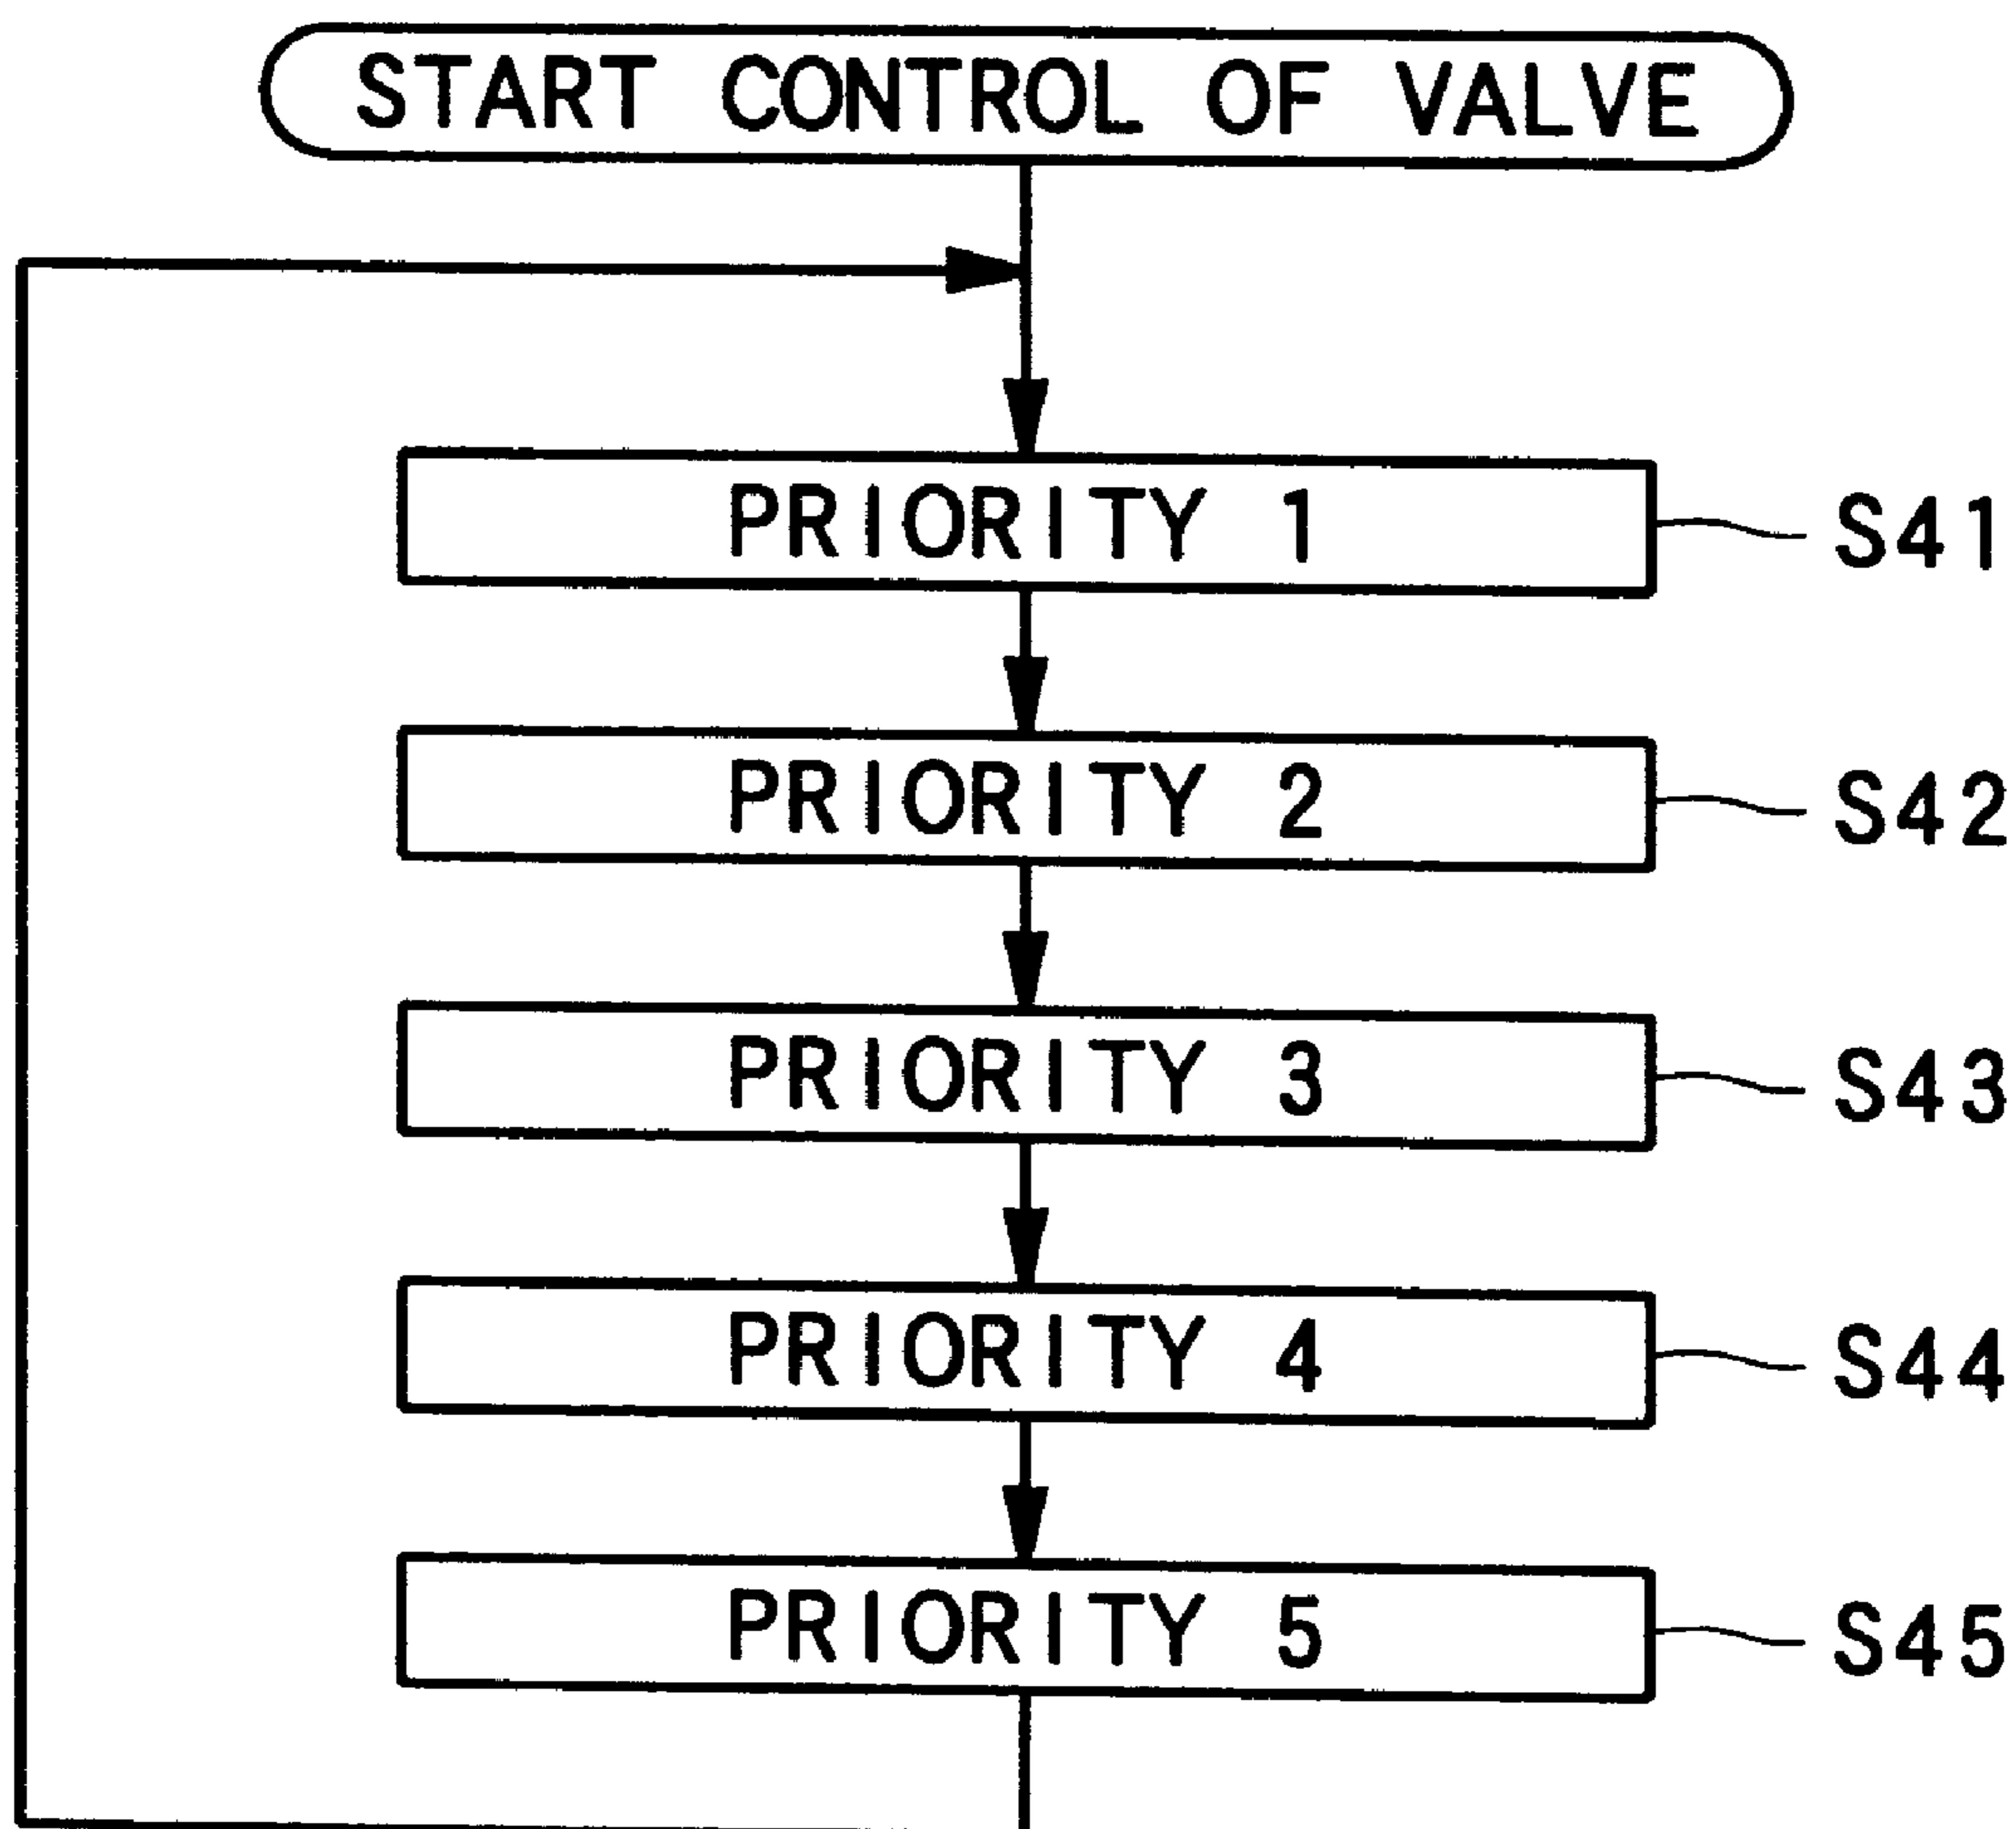 START CONTROL OF VALVE
PRIORITY 1
S41
PRIORITY 2
S42
PRIORITY 3
S43
PRIORITY 4
S44
PRIORITY 5
S45